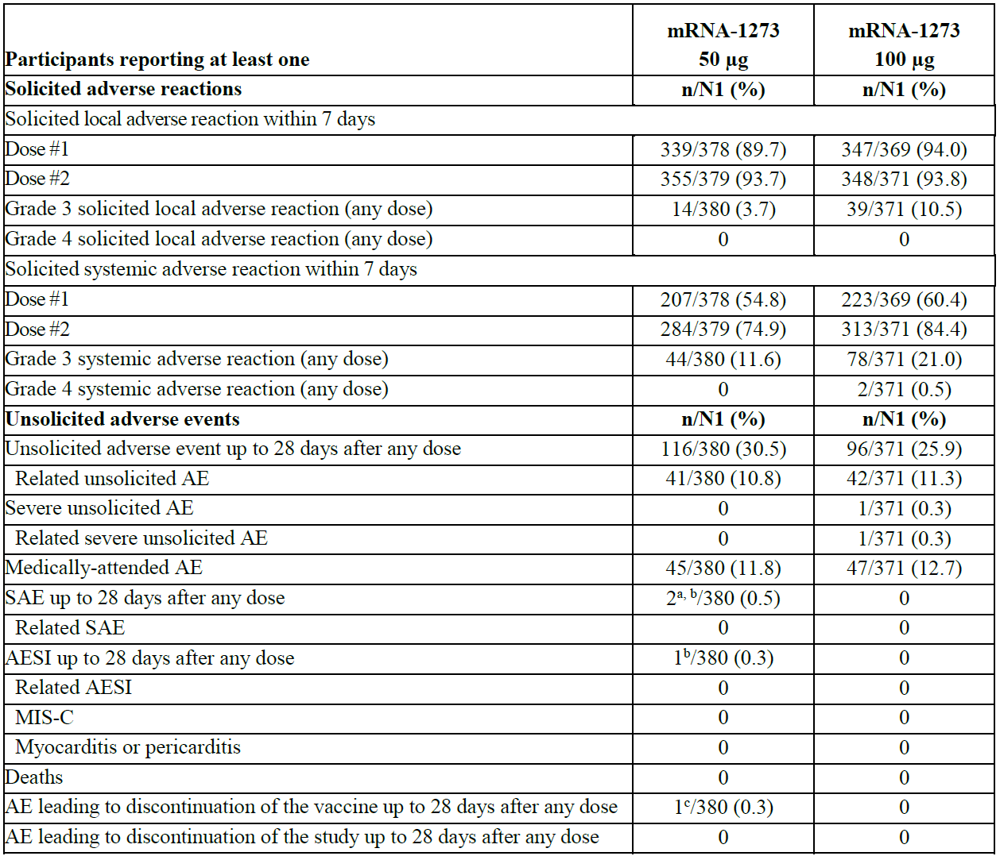 Participants reporting at least one mRNA-1273 50 µg mRNA-1273 100 µg
Solicited adverse reactions n/N1 (%) n/N1 (%)
Solicited local adverse reaction within 7 days
Dose #1 339/378 (89.7) 347/369 (94.0)
Dose #2 355/379 (93.7) 348/371 (93.8)
Grade 3 solicited local adverse reaction (any dose) 14/380 (3.7) 39/371 (10.5)
Grade 4 solicited local adverse reaction (any dose) 0 0
Solicited systemic adverse reaction within 7 days
Dose #1 207/378 (54.8) 223/369 (60.4)
Dose #2 284/379 (74.9) 313/371 (84.4)
Grade 3 systemic adverse reaction (any dose) 44/380 (11.6) 78/371 (21.0)
Grade 4 systemic adverse reaction (any dose) 0 2/371 (0.5)
Unsolicited adverse events n/N1 (%) n/N1 (%)
Unsolicited adverse event up to 28 days after any dose 116/380 (30.5) 96/371 (25.9)
Related unsolicited AE 41/380 (10.8) 42/371 (11.3)
Severe unsolicited AE 0 1/371 (0.3)
Related severe unsolicited AE 0 1/371 (0.3)
Medically-attended AE 45/380 (11.8) 47/371 (12.7)
SAE up to 28 days after any dose 2a, b/380 (0.5) 0
Related SAE 0 0
AESI up to 28 days after any dose 1b/380 (0.3) 0
Related AESI 0 0
MIS-C 0 0
Myocarditis or pericarditis 0 0
Deaths 0 0
AE leading to discontinuation of the vaccine up to 28 days after any dose 1c/380 (0.3) 0
AE leading to discontinuation of the study up to 28 days after any dose 0 0